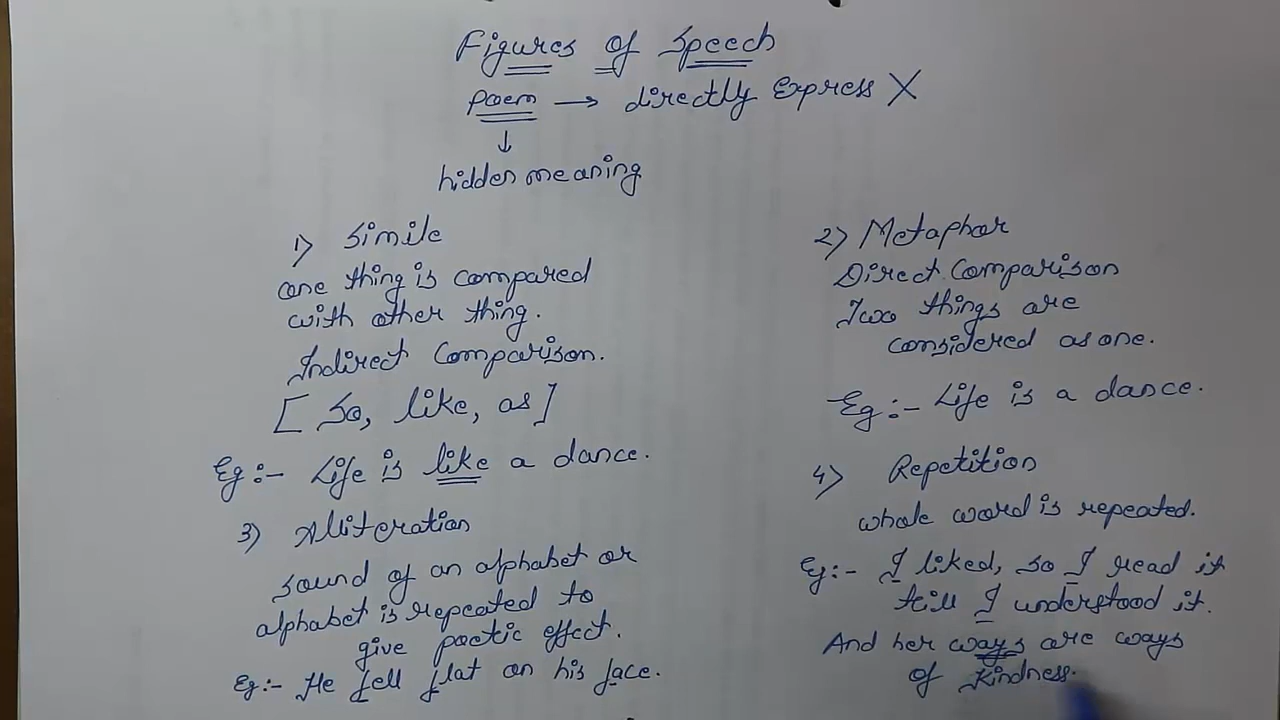 Figures of Speech
Poem → directly Express X
↓
hidden meaning
1) Simile
one thing is compared
with other thing.
Indirect Comparison.
[ So, like, as]
Eg:- Life is like a dance.
2) Metaphor
Direct Comparison
Two things are
considered as one.
Eg:- Life is a dance.
3) Alliteration
sound of an alphabet or
alphabet is repeated to
give poetic effect.
Eg:- He fell flat on his face.
4) Repetition
whole word is repeated.
Eg:- I liked, so I read it
till I understood it.
And her ways are ways
of kindness.